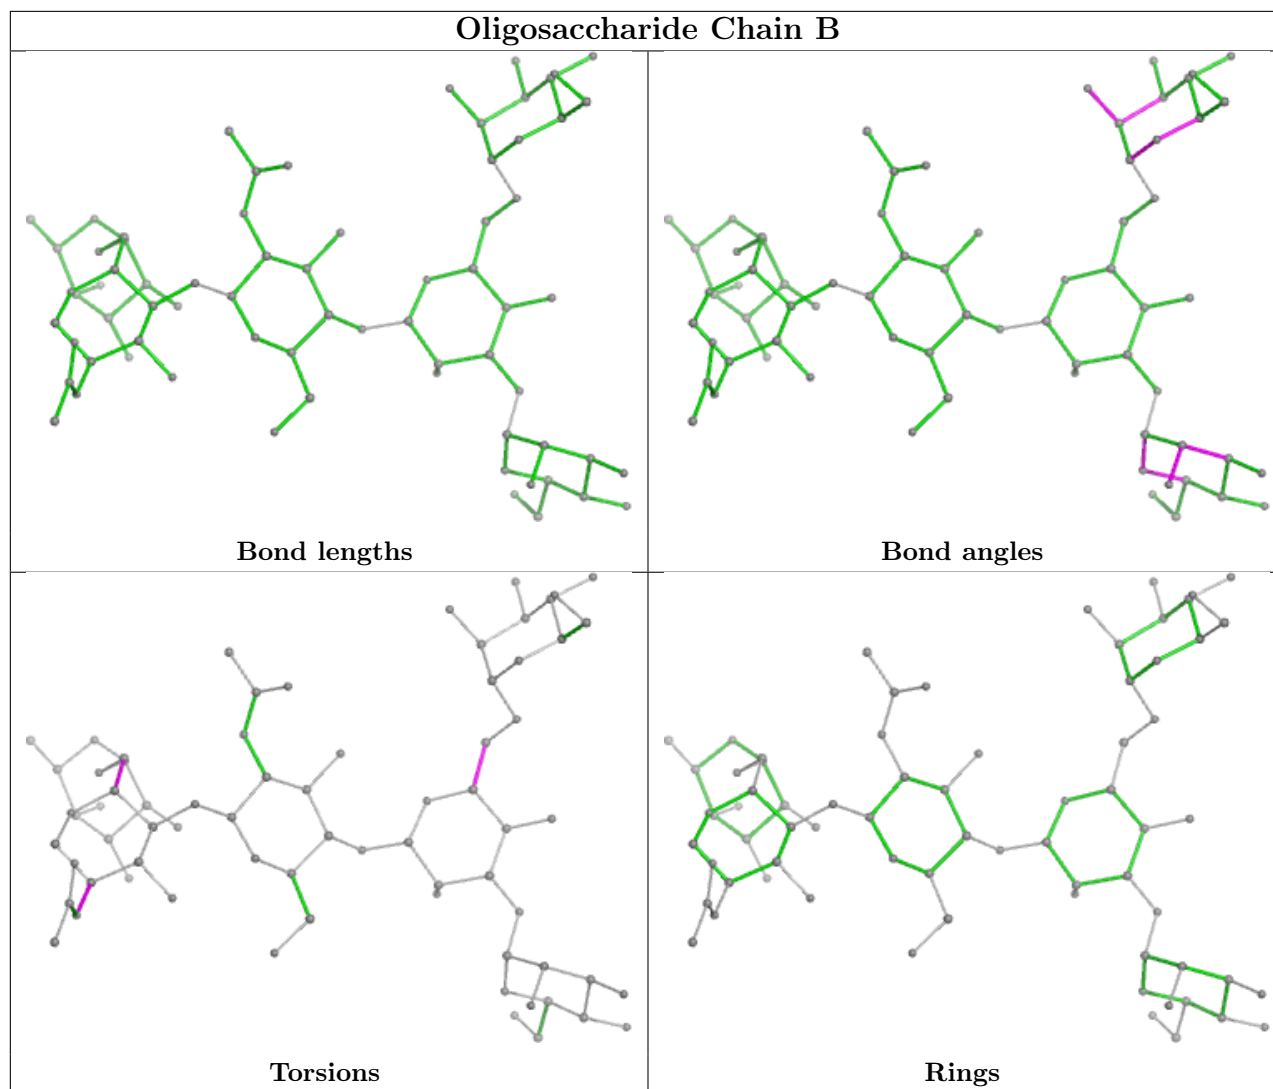 Oligosaccharide Chain B
Bond lengths
Bond angles
Torsions
Rings